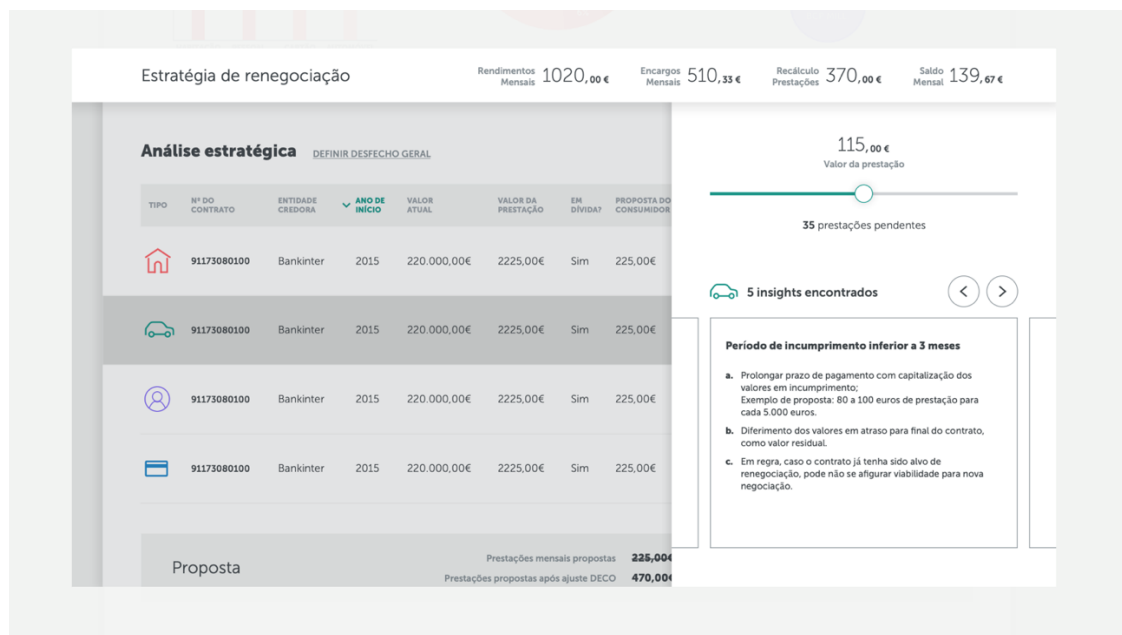 Estratégia de renegociação
Rendimentos Mensais 1020,00 €
Encargos Mensais 510,33 €
Recálculo Prestações 370,00 €
Saldo Mensal 139,67 €
Análise estratégica DEFINIR DESFECHO GERAL
TIPO Nº DO CONTRATO ENTIDADE CREDORA ANO DE INÍCIO VALOR ATUAL VALOR DA PRESTAÇÃO EM DÍVIDA? PROPOSTA DO CONSUMIDOR
91173080100 Bankinter 2015 220.000,00€ 2225,00€ Sim 225,00€
91173080100 Bankinter 2015 220.000,00€ 2225,00€ Sim 225,00€
91173080100 Bankinter 2015 220.000,00€ 2225,00€ Sim 225,00€
91173080100 Bankinter 2015 220.000,00€ 2225,00€ Sim 225,00€
Proposta
Prestações mensais propostas 225,00€
Prestações propostas após ajuste DECO 470,00€
115,00 €
Valor da prestação
35 prestações pendentes
5 insights encontrados
Período de incumprimento inferior a 3 meses
a. Prolongar prazo de pagamento com capitalização dos
valores em incumprimento;
Exemplo de proposta: 80 a 100 euros de prestação para
cada 5.000 euros.
b. Diferimento dos valores em atraso para final do contrato,
como valor residual.
c. Em regra, caso o contrato já tenha sido alvo de
renegociação, pode não se afigurar viabilidade para nova
negociação.